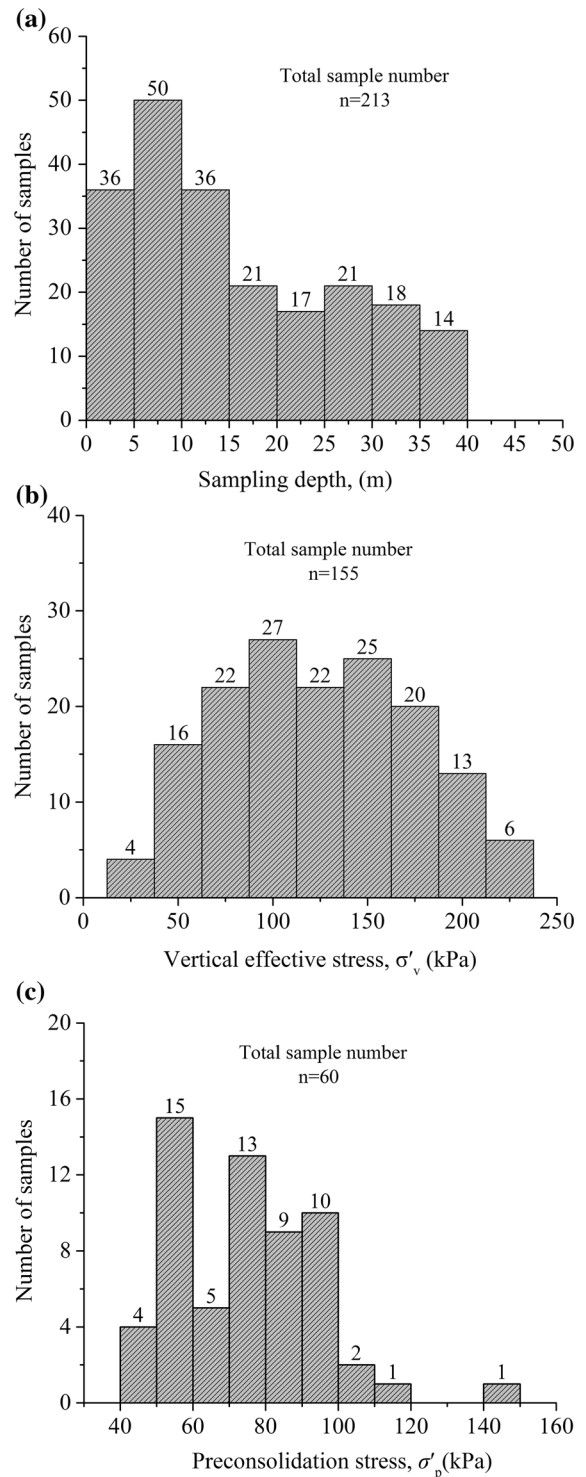 (a)
60
50
40
30
20
10
0
Number of samples
Total sample number
n=213
36
50
36
21
17
21
18
14
0 5 10 15 20 25 30 35 40 45 50
Sampling depth, (m)
(b)
40
30
20
10
0
Number of samples
Total sample number
n=155
4
16
22
27
22
25
20
13
6
0 50 100 150 200 250
Vertical effective stress, σ′v (kPa)
(c)
20
16
12
8
4
0
Number of samples
Total sample number
n=60
4
15
5
13
9
10
2
1
1
40 60 80 100 120 140 160
Preconsolidation stress, σ′p(kPa)